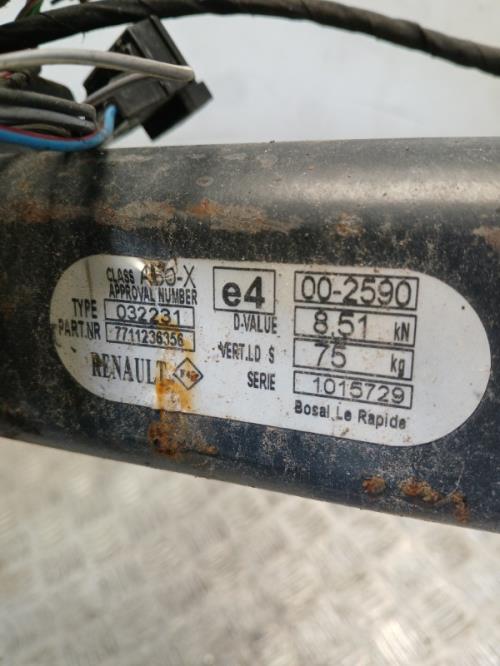 CLASS A50-X
APPROVAL NUMBER e4 00-2590
TYPE 032231 D-VALUE 8.51 kN
PART.NR 7711236356 VERT.LD S 75 kg
RENAULT SERIE 1015729
Bosal Le Rapide